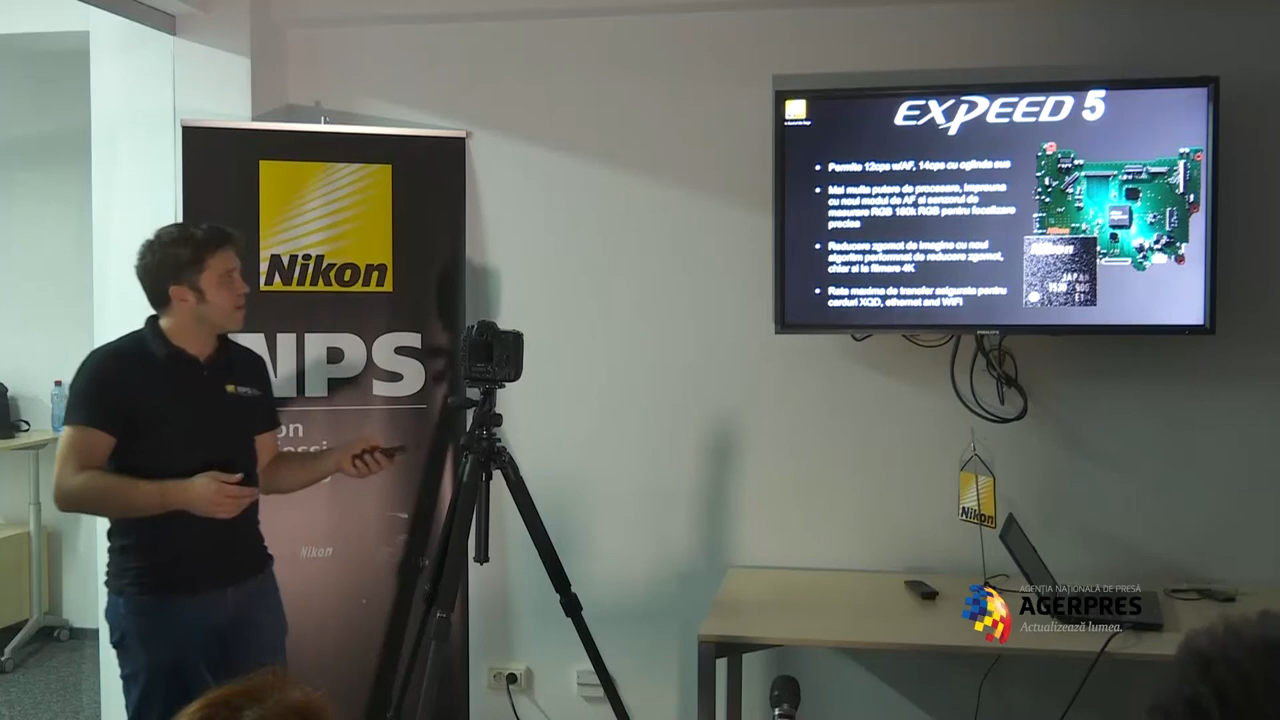 Nikon
NPS
Nikon
EXPEED 5
Permite 12cps w/AF, 14cps cu oglinda sus
Mai multa putere de procesare, impreuna
cu noul modul de AF si senzorul de
masurare RGB 180k RGB pentru focalizare
precisa
Reducere zgomot de imagine cu noul
algoritm performnat de reducere zgomot,
chiar si la filmare 4K
Rata maxima de transfer asigurata pentru
carduri XQD, ethernet and WiFi
JAPAN
PHILIPS
Nikon
AGENȚIA NAȚIONALĂ DE PRESĂ
AGERPRES
Actualizează lumea.